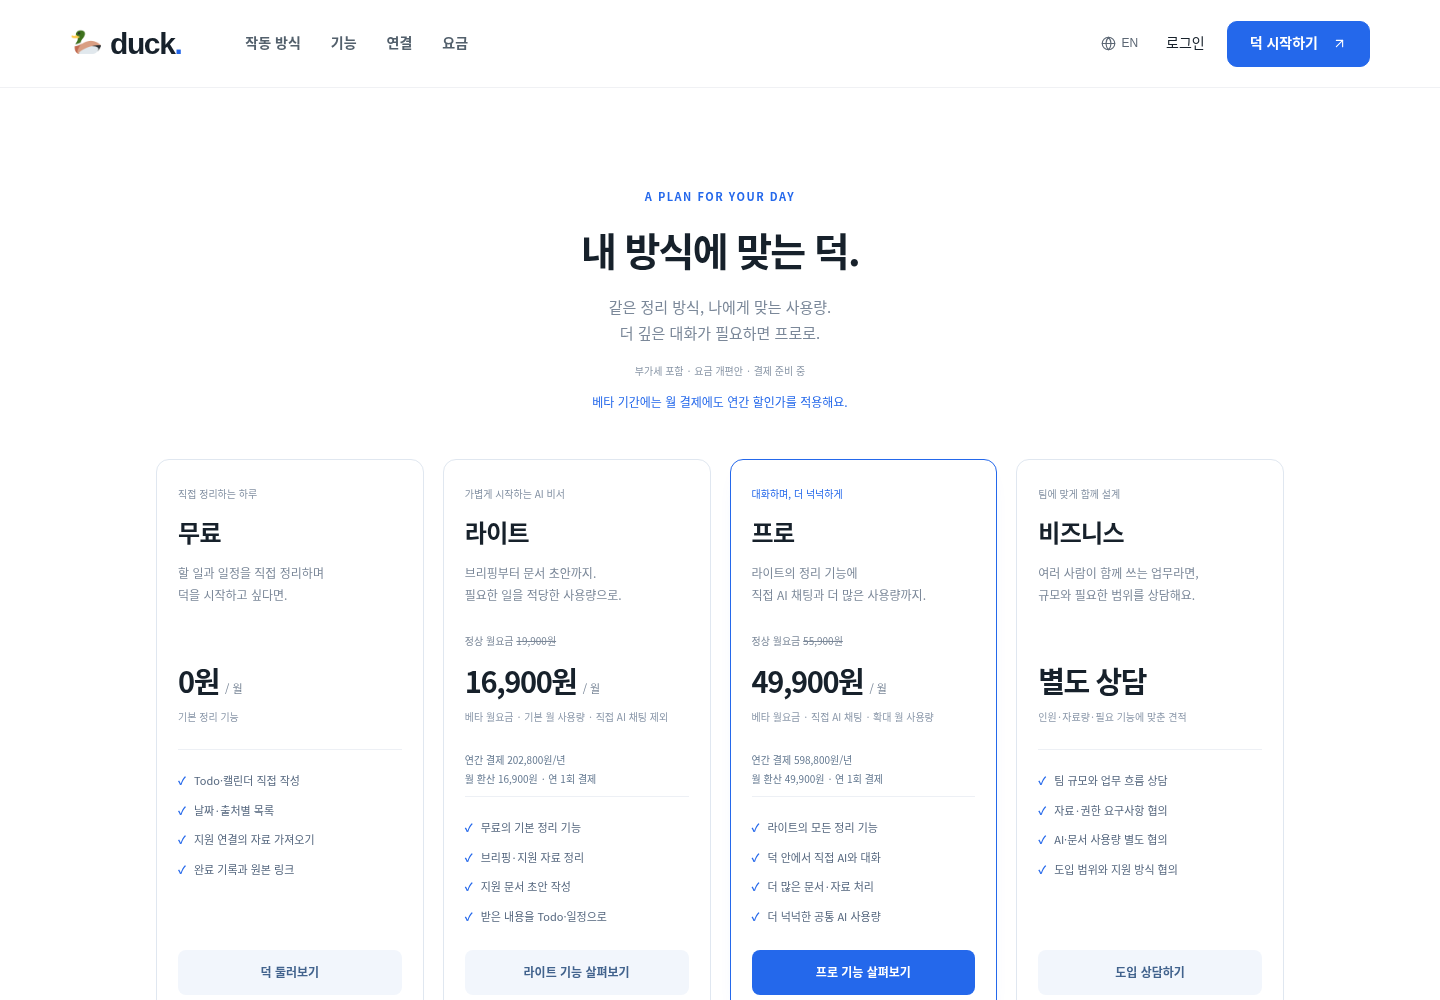 duck.
작동 방식
기능
연결
요금
EN
로그인
덕 시작하기
A PLAN FOR YOUR DAY
내 방식에 맞는 덕.
같은 정리 방식, 나에게 맞는 사용량.
더 깊은 대화가 필요하면 프로로.
부가세 포함 · 요금 개편안 · 결제 준비 중
베타 기간에는 월 결제에도 연간 할인가를 적용해요.
직접 정리하는 하루
무료
할 일과 일정을 직접 정리하며
덕을 시작하고 싶다면.
0원 / 월
기본 정리 기능
✓ Todo·캘린더 직접 작성
✓ 날짜·출처별 목록
✓ 지원 연결의 자료 가져오기
✓ 완료 기록과 원본 링크
덕 둘러보기
가볍게 시작하는 AI 비서
라이트
브리핑부터 문서 초안까지.
필요한 일을 적당한 사용량으로.
정상 월요금 19,900원
16,900원 / 월
베타 월요금 · 기본 월 사용량 · 직접 AI 채팅 제외
연간 결제 202,800원/년
월 환산 16,900원 · 연 1회 결제
✓ 무료의 기본 정리 기능
✓ 브리핑·지원 자료 정리
✓ 지원 문서 초안 작성
✓ 받은 내용을 Todo·일정으로
라이트 기능 살펴보기
대화하며, 더 넉넉하게
프로
라이트의 정리 기능에
직접 AI 채팅과 더 많은 사용량까지.
정상 월요금 55,900원
49,900원 / 월
베타 월요금 · 직접 AI 채팅 · 확대 월 사용량
연간 결제 598,800원/년
월 환산 49,900원 · 연 1회 결제
✓ 라이트의 모든 정리 기능
✓ 덕 안에서 직접 AI와 대화
✓ 더 많은 문서·자료 처리
✓ 더 넉넉한 공통 AI 사용량
프로 기능 살펴보기
팀에 맞게 함께 설계
비즈니스
여러 사람이 함께 쓰는 업무라면,
규모와 필요한 범위를 상담해요.
별도 상담
인원·자료량·필요 기능에 맞춘 견적
✓ 팀 규모와 업무 흐름 상담
✓ 자료·권한 요구사항 협의
✓ AI·문서 사용량 별도 협의
✓ 도입 범위와 지원 방식 협의
도입 상담하기